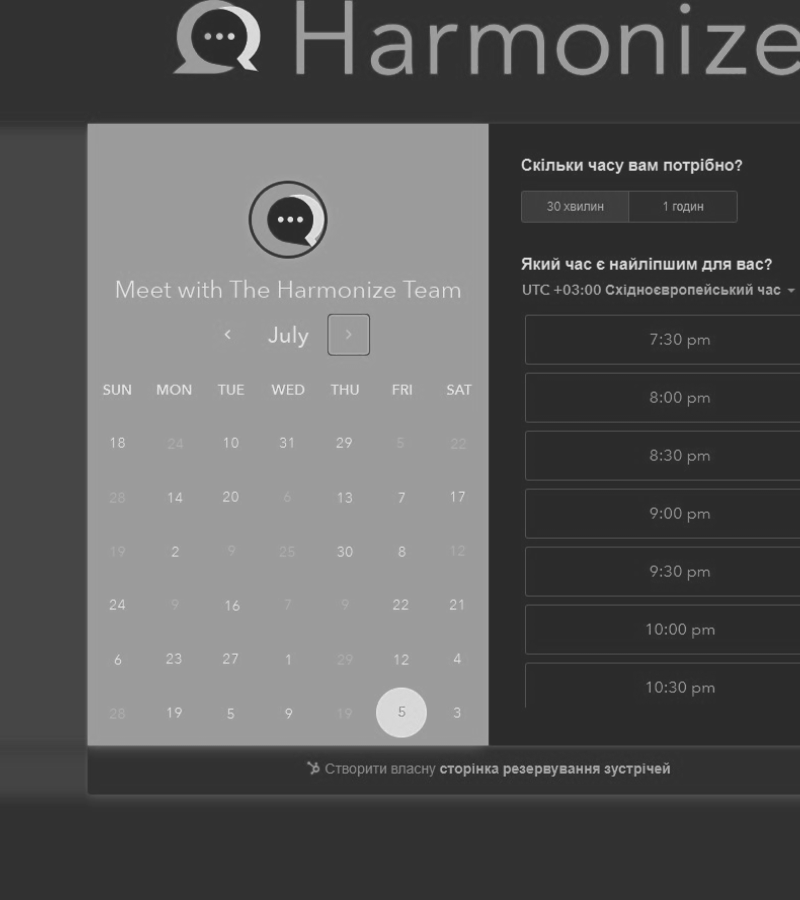 Harmonize
Meet with The Harmonize Team
July
SUN MON TUE WED THU FRI SAT
18 24 10 31 29 5 22
28 14 20 6 13 7 17
19 2 9 25 30 8 12
24 9 16 7 9 22 21
6 23 27 1 29 12 4
28 19 5 9 19 5 3
Скільки часу вам потрібно?
30 хвилин 1 годин
Який час є найліпшим для вас?
UTC +03:00 Східноєвропейський час
7:30 pm
8:00 pm
8:30 pm
9:00 pm
9:30 pm
10:00 pm
10:30 pm
Створити власну сторінка резервування зустрічей